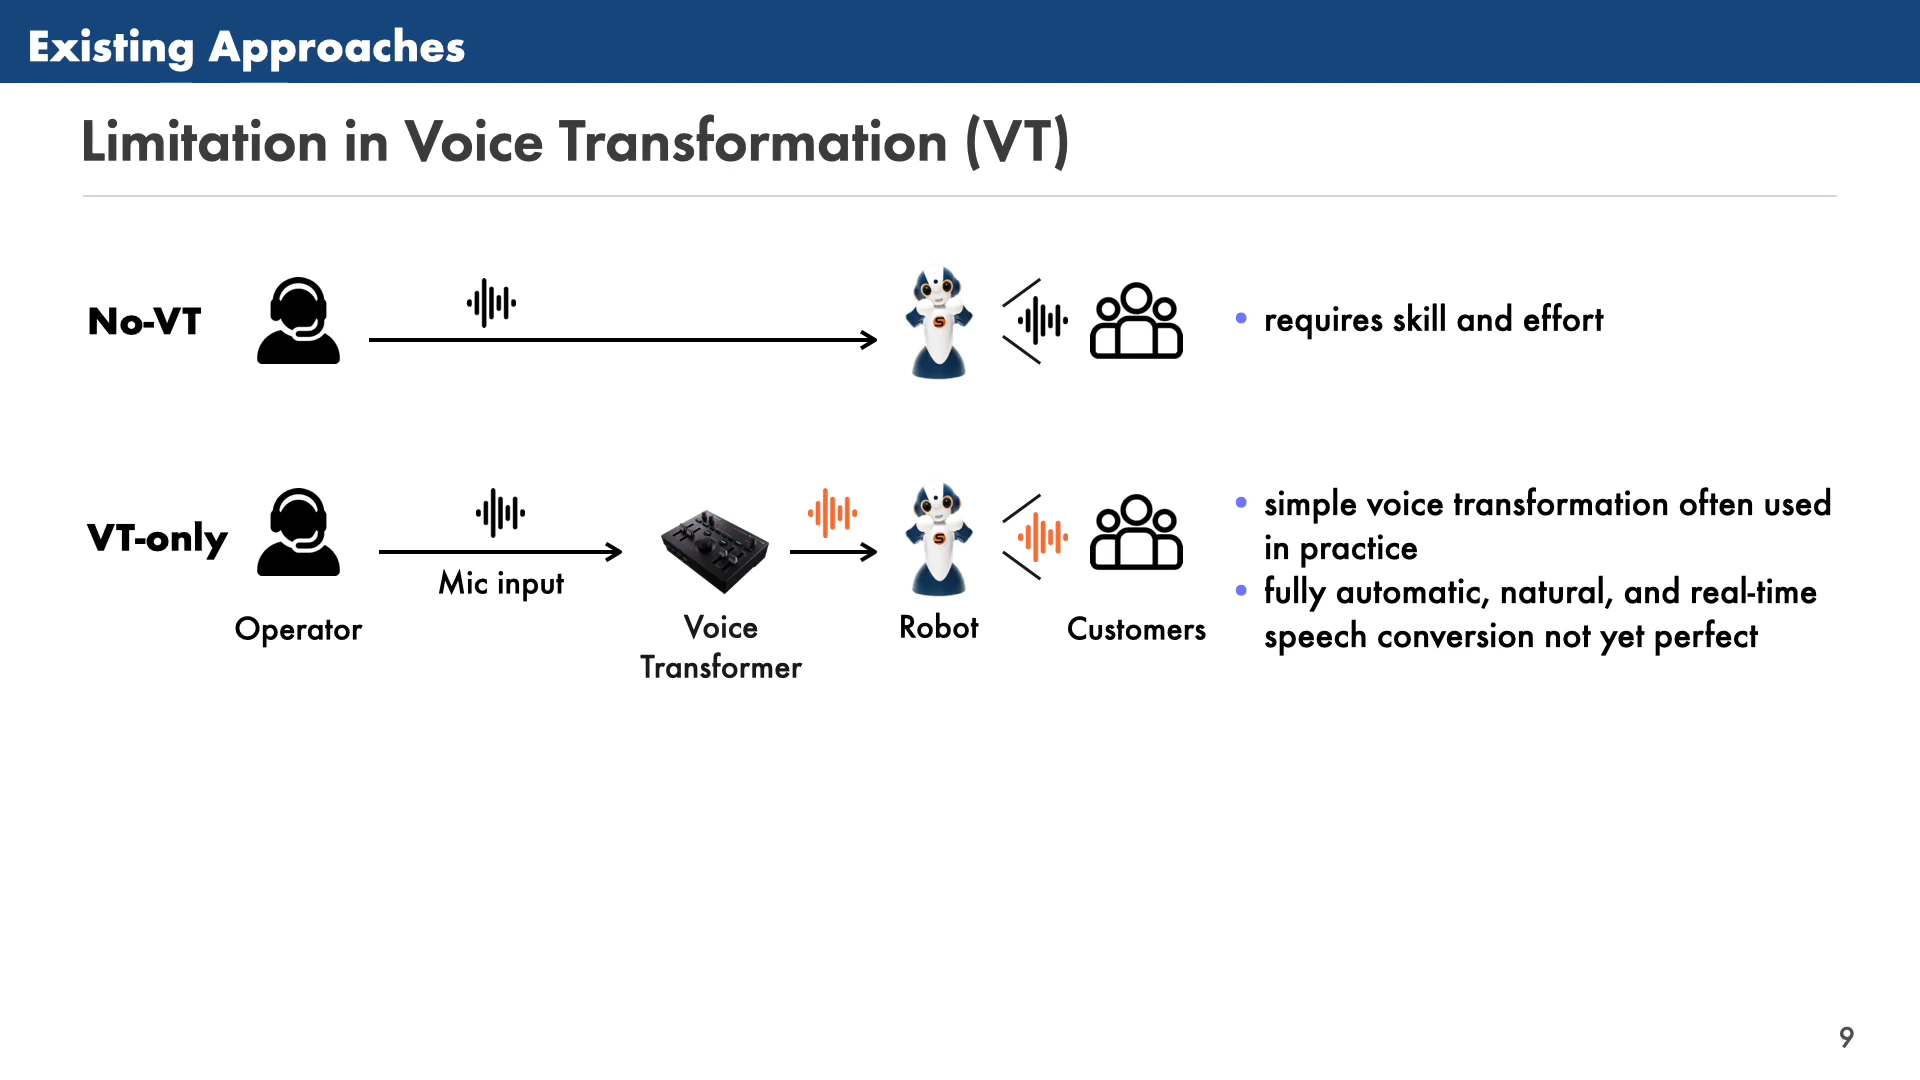 Existing Approaches
Limitation in Voice Transformation (VT)
No-VT
• requires skill and effort
VT-only
Mic input
Operator
Voice
Transformer
Robot
Customers
• simple voice transformation often used
in practice
• fully automatic, natural, and real-time
speech conversion not yet perfect
9